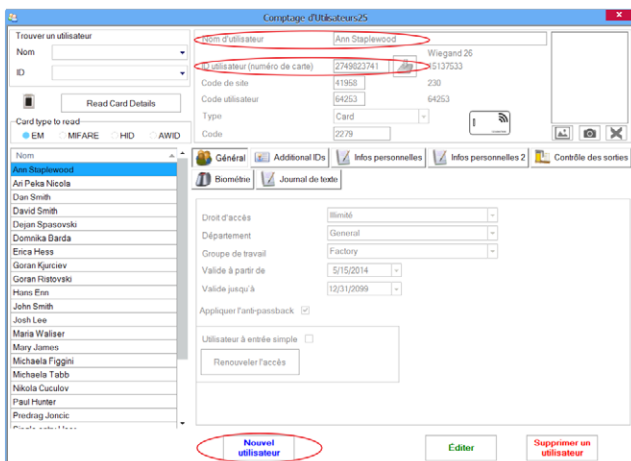 Comptage d'Utilisateurs25
x
Trouver un utilisateur
Nom
ID
Read Card Details
Card type to read
EM MIFARE HID AWID
Nom d'utilisateur Ann Staplewood
Wiegand 26
ID utilisateur (numéro de carte) 2749823741 15137533
Code de site 41958 230
Code utilisateur 64253 64253
Type Card
Code 2279
Nom
Ann Staplewood
Ari Peka Nicola
Dan Smith
David Smith
Dejan Spasovski
Domnika Barda
Erica Hess
Goran Kjurciev
Goran Ristovski
Hans Enn
John Smith
Josh Lee
Maria Waliser
Mary James
Michaela Figgini
Michaela Tabb
Nikola Cuculov
Paul Hunter
Predrag Joncic
Général Additional IDs Infos personnelles Infos personnelles 2 Contrôle des sorties
Biométrie Journal de texte
Droit d'accès Illimité
Département General
Groupe de travail Factory
Valide à partir de 5/15/2014
Valide jusqu'à 12/31/2099
Appliquer l'anti-passback
Utilisateur à entrée simple
Renouveler l'accès
Nouvel
utilisateur
Éditer
Supprimer un
utilisateur